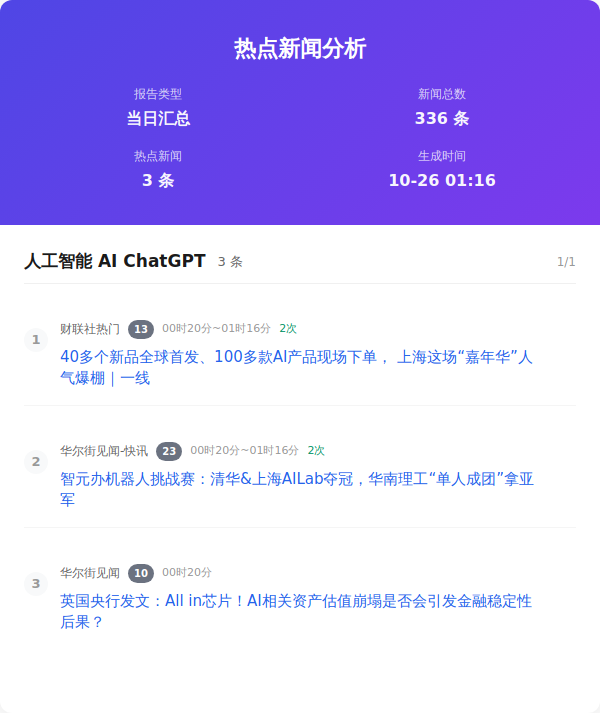 热点新闻分析
报告类型
新闻总数
当日汇总
336 条
热点新闻
生成时间
3 条
10-26 01:16
人工智能 AI ChatGPT 3 条 1/1
1
财联社热门 13 00时20分~01时16分 2次
40多个新品全球首发、100多款AI产品现场下单， 上海这场“嘉年华”人
气爆棚｜一线
2
华尔街见闻-快讯 23 00时20分~01时16分 2次
智元办机器人挑战赛：清华&上海AILab夺冠，华南理工“单人成团”拿亚
军
3
华尔街见闻 10 00时20分
英国央行发文：All in芯片！AI相关资产估值崩塌是否会引发金融稳定性
后果？